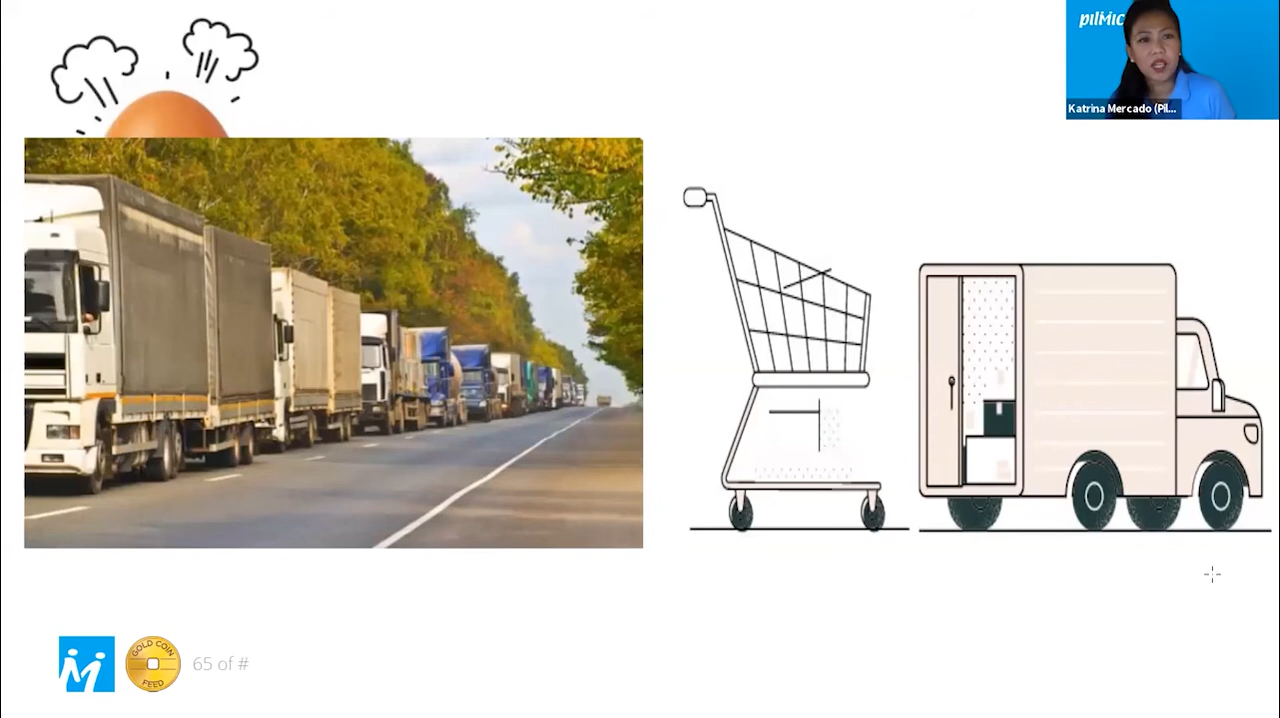 pilMic
Katrina Mercado (Pil...
GOLD COIN
FEED
65 of #